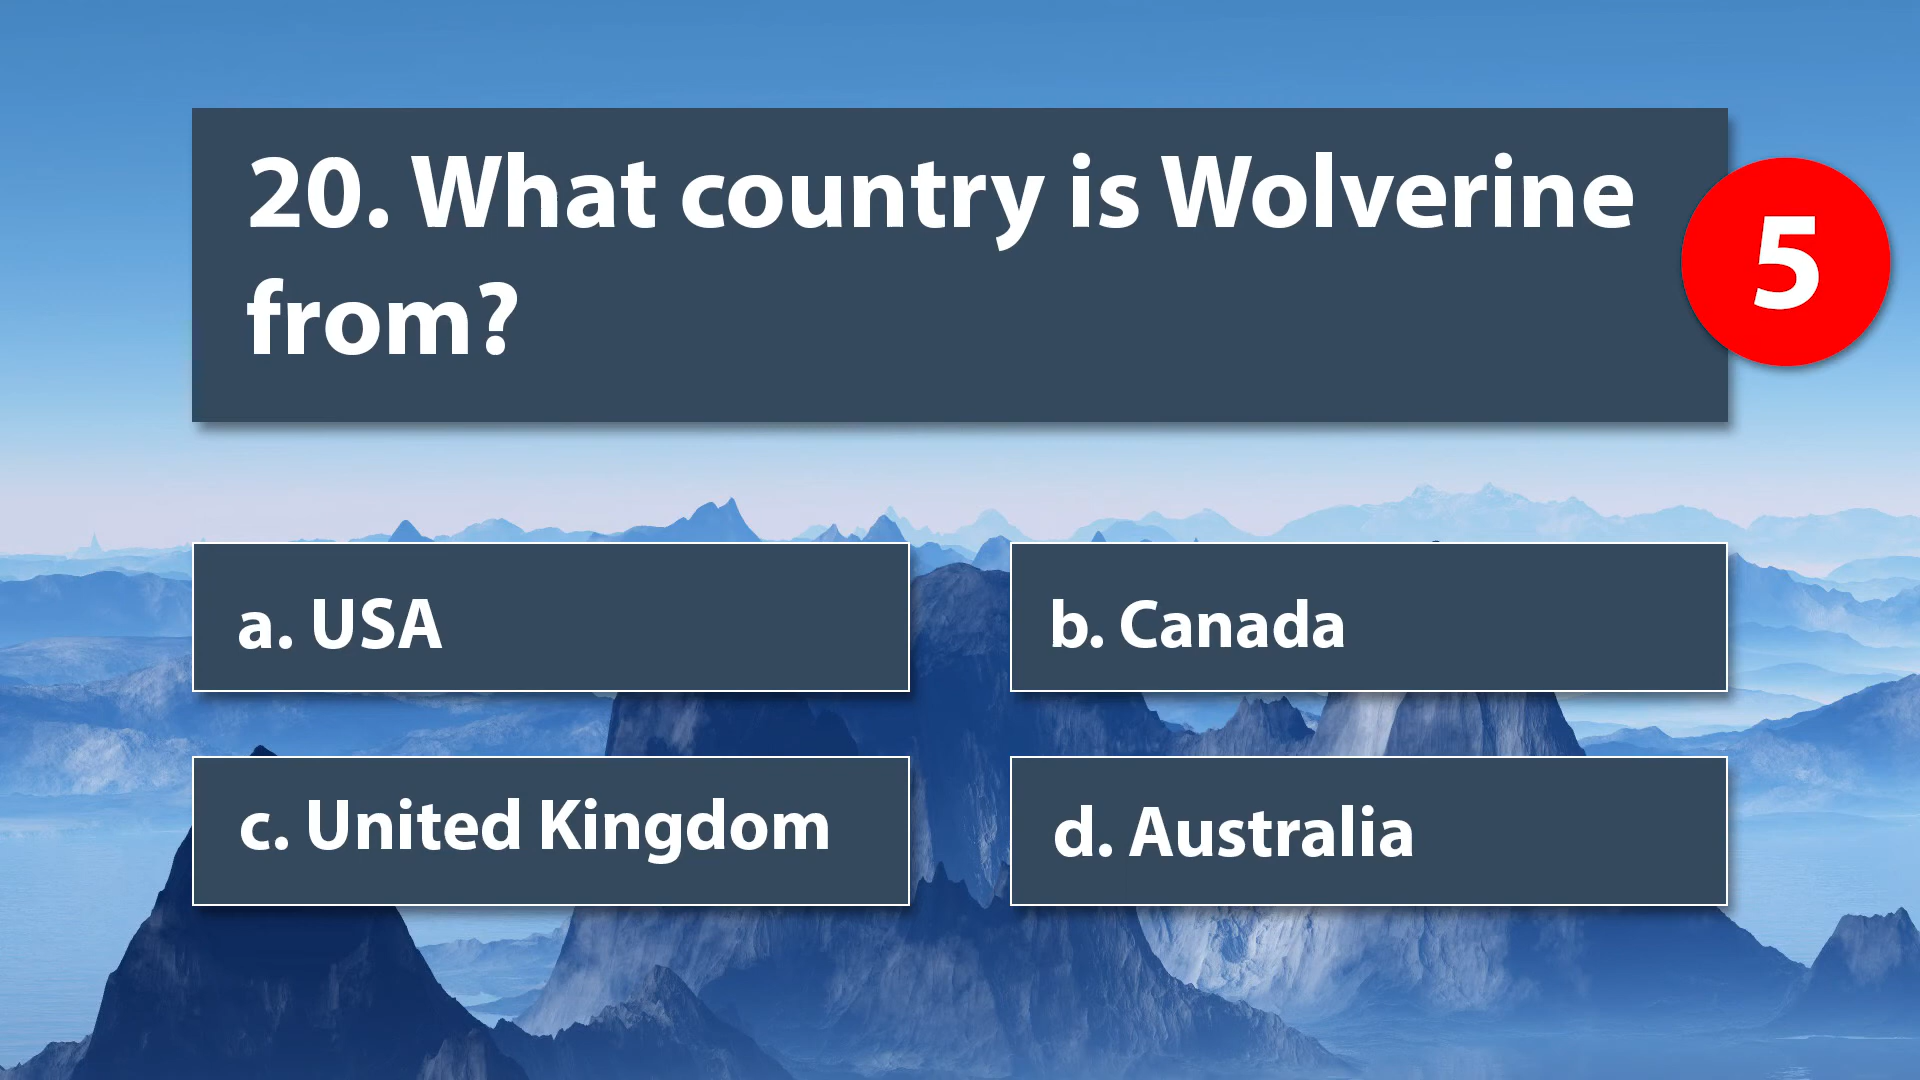 20. What country is Wolverine
from?
5
a. USA
b. Canada
c. United Kingdom
d. Australia